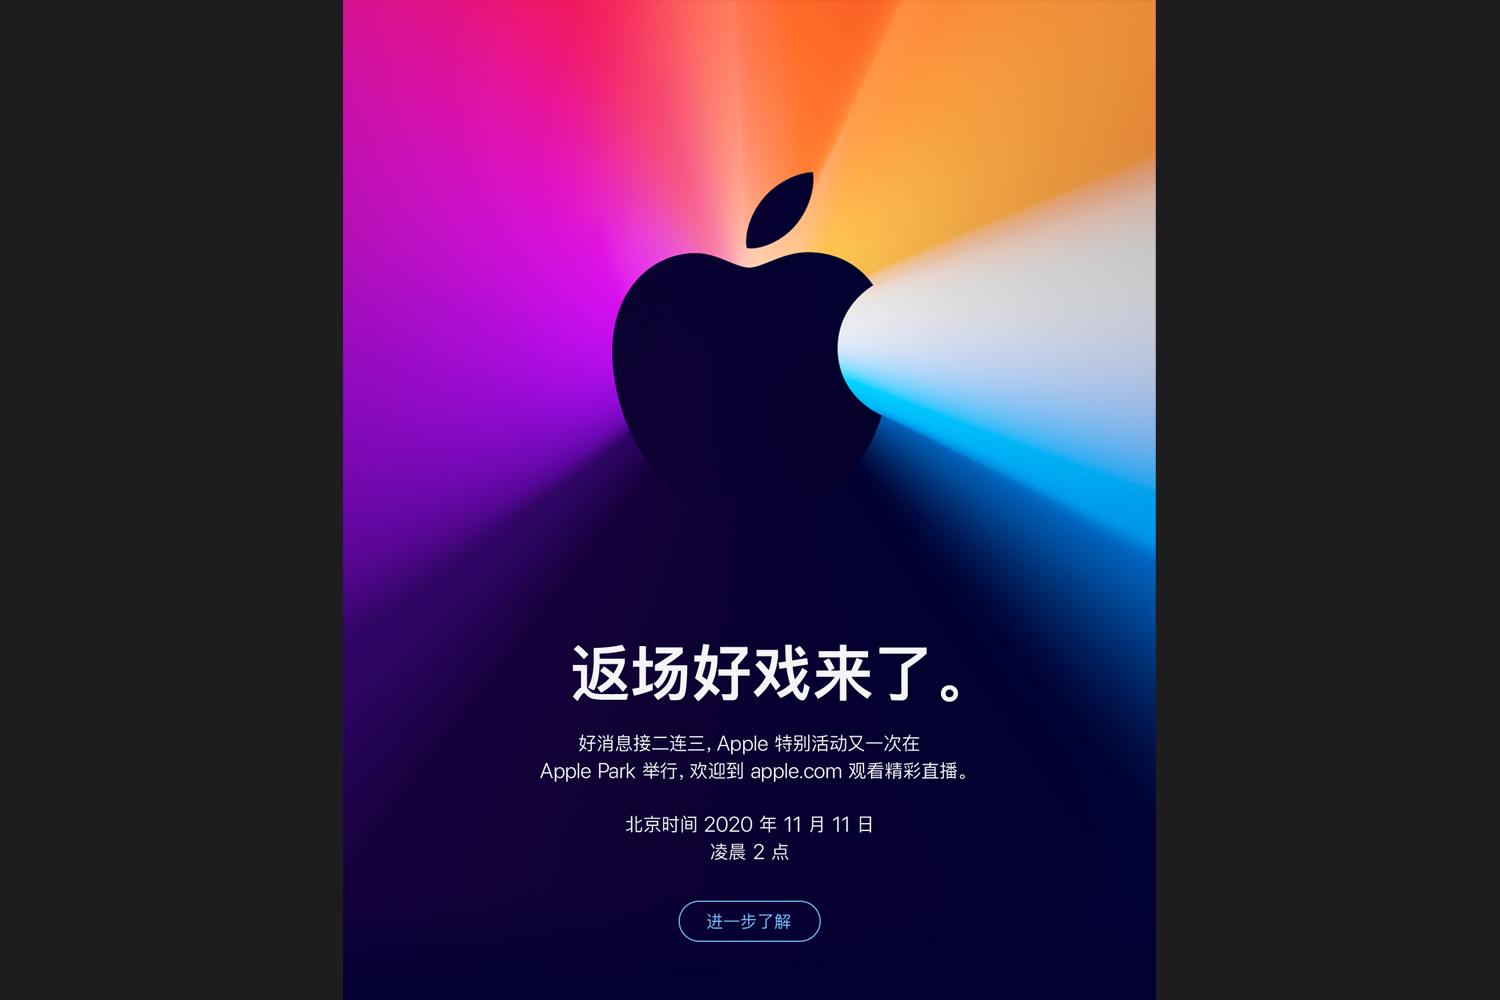 返场好戏来了。
好消息接二连三, Apple 特别活动又一次在
Apple Park 举行, 欢迎到 apple.com 观看精彩直播。
北京时间 2020 年 11 月 11 日
凌晨 2 点
进一步了解